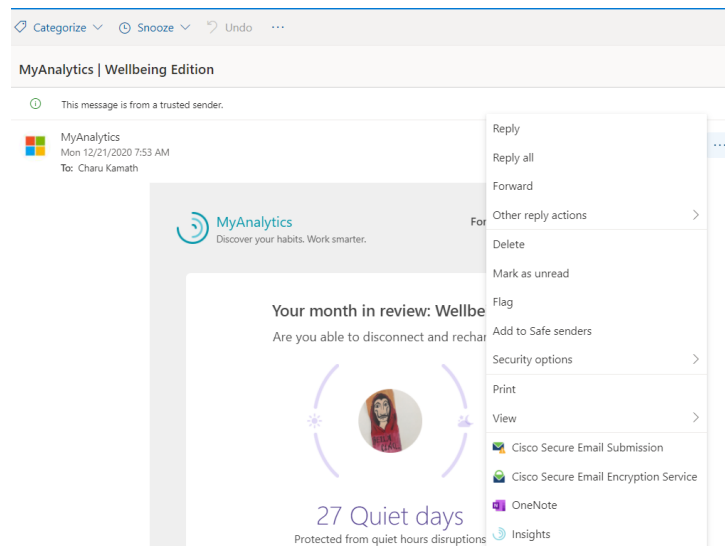 Categorize Snooze Undo ...
MyAnalytics | Wellbeing Edition
This message is from a trusted sender.
MyAnalytics
Mon 12/21/2020 7:53 AM
To: Charu Kamath
MyAnalytics
Discover your habits. Work smarter.
For
Your month in review: Wellbe
Are you able to disconnect and rechar
27 Quiet days
Protected from quiet hours disruptions
...
Reply
Reply all
Forward
Other reply actions
Delete
Mark as unread
Flag
Add to Safe senders
Security options
Print
View
Cisco Secure Email Submission
Cisco Secure Email Encryption Service
OneNote
Insights